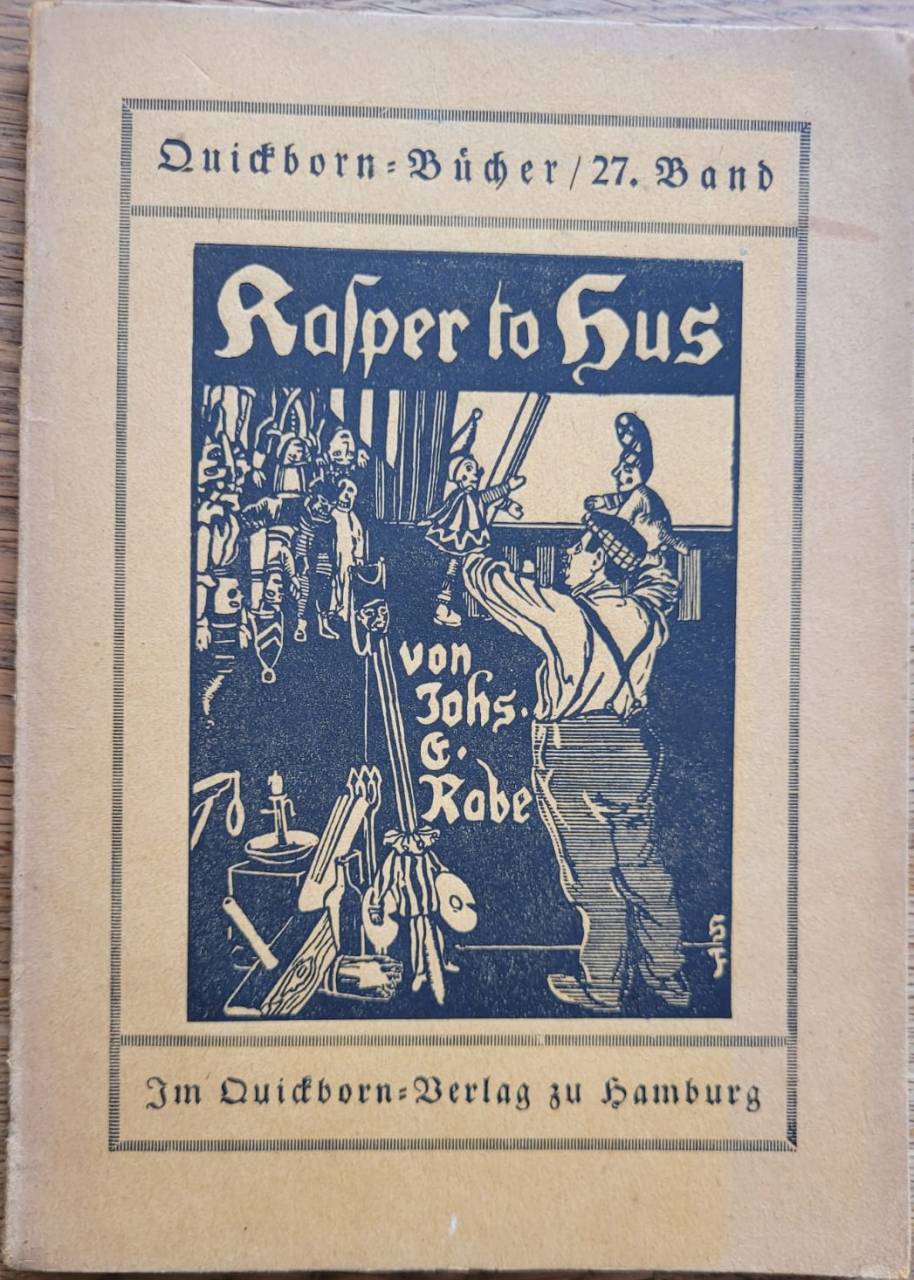 Quickborn=Bücher / 27. Band
Kaſper to Hus
von
Johs.
E.
Rabe
Im Quickborn=Verlag zu Hamburg